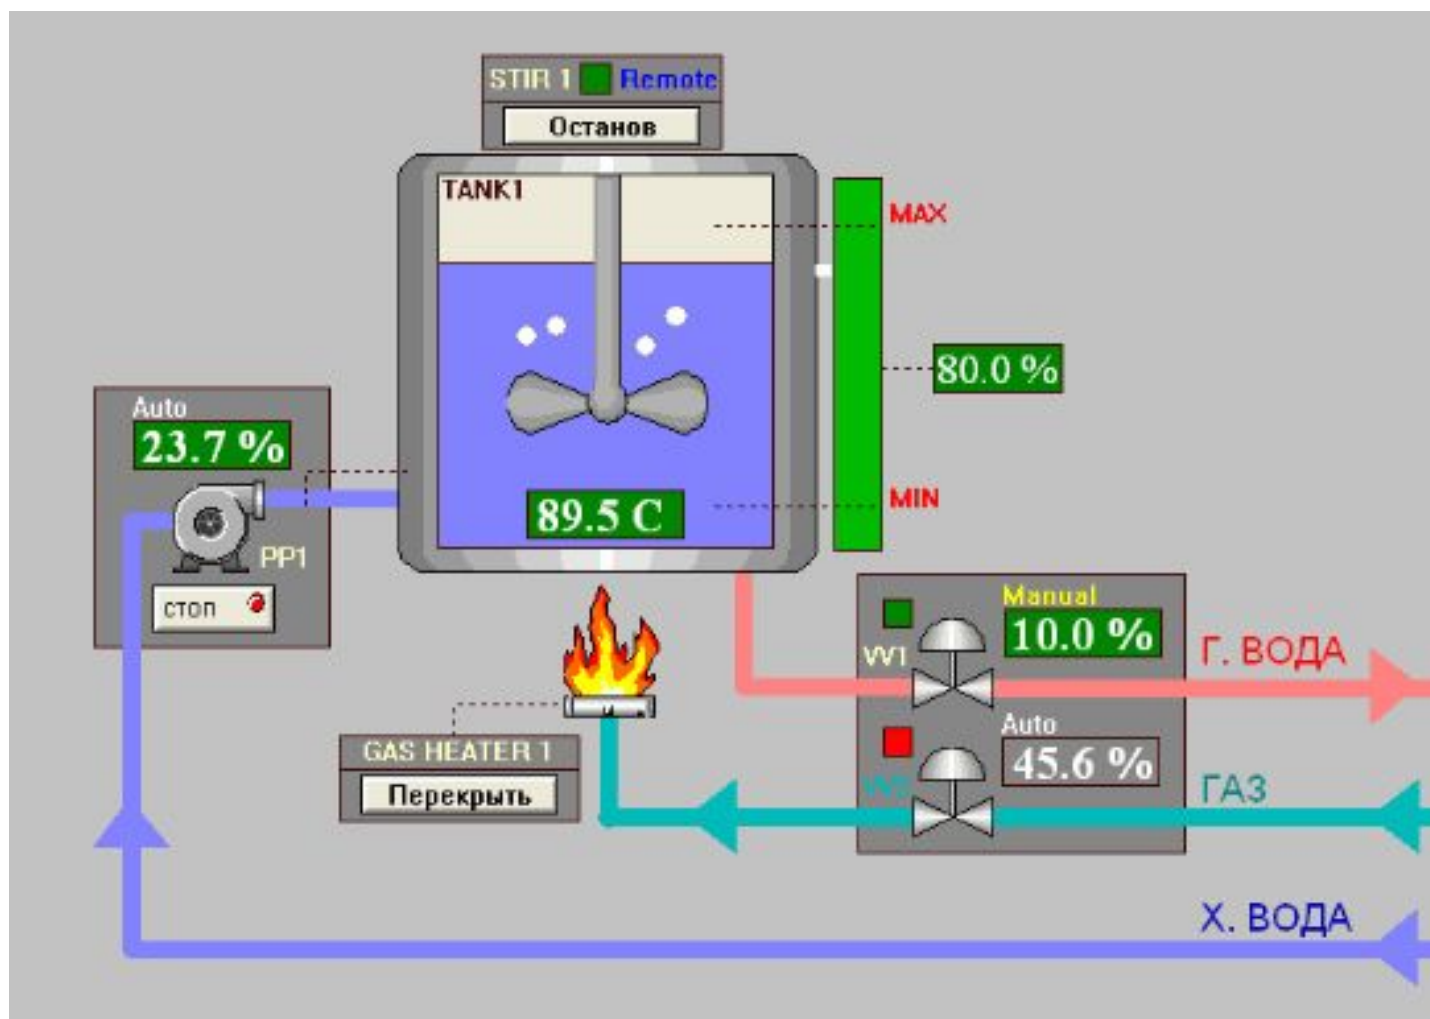 STIR 1 Remote
Останов
TANK1
MAX
80.0 %
Auto
23.7 %
MIN
89.5 C
PP1
стоп
Manual
10.0 %
VV1
Г. ВОДА
Auto
45.6 %
GAS HEATER 1
Перекрыть
ГАЗ
Х. ВОДА